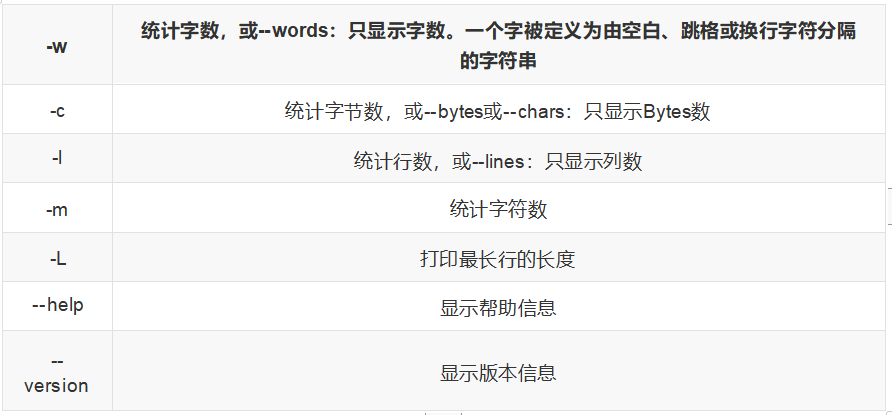 -w
统计字数，或--words：只显示字数。一个字被定义为由空白、跳格或换行字符分隔
的字符串
-c
统计字节数，或--bytes或--chars：只显示Bytes数
-l
统计行数，或--lines：只显示列数
-m
统计字符数
-L
打印最长行的长度
--help
显示帮助信息
--
version
显示版本信息